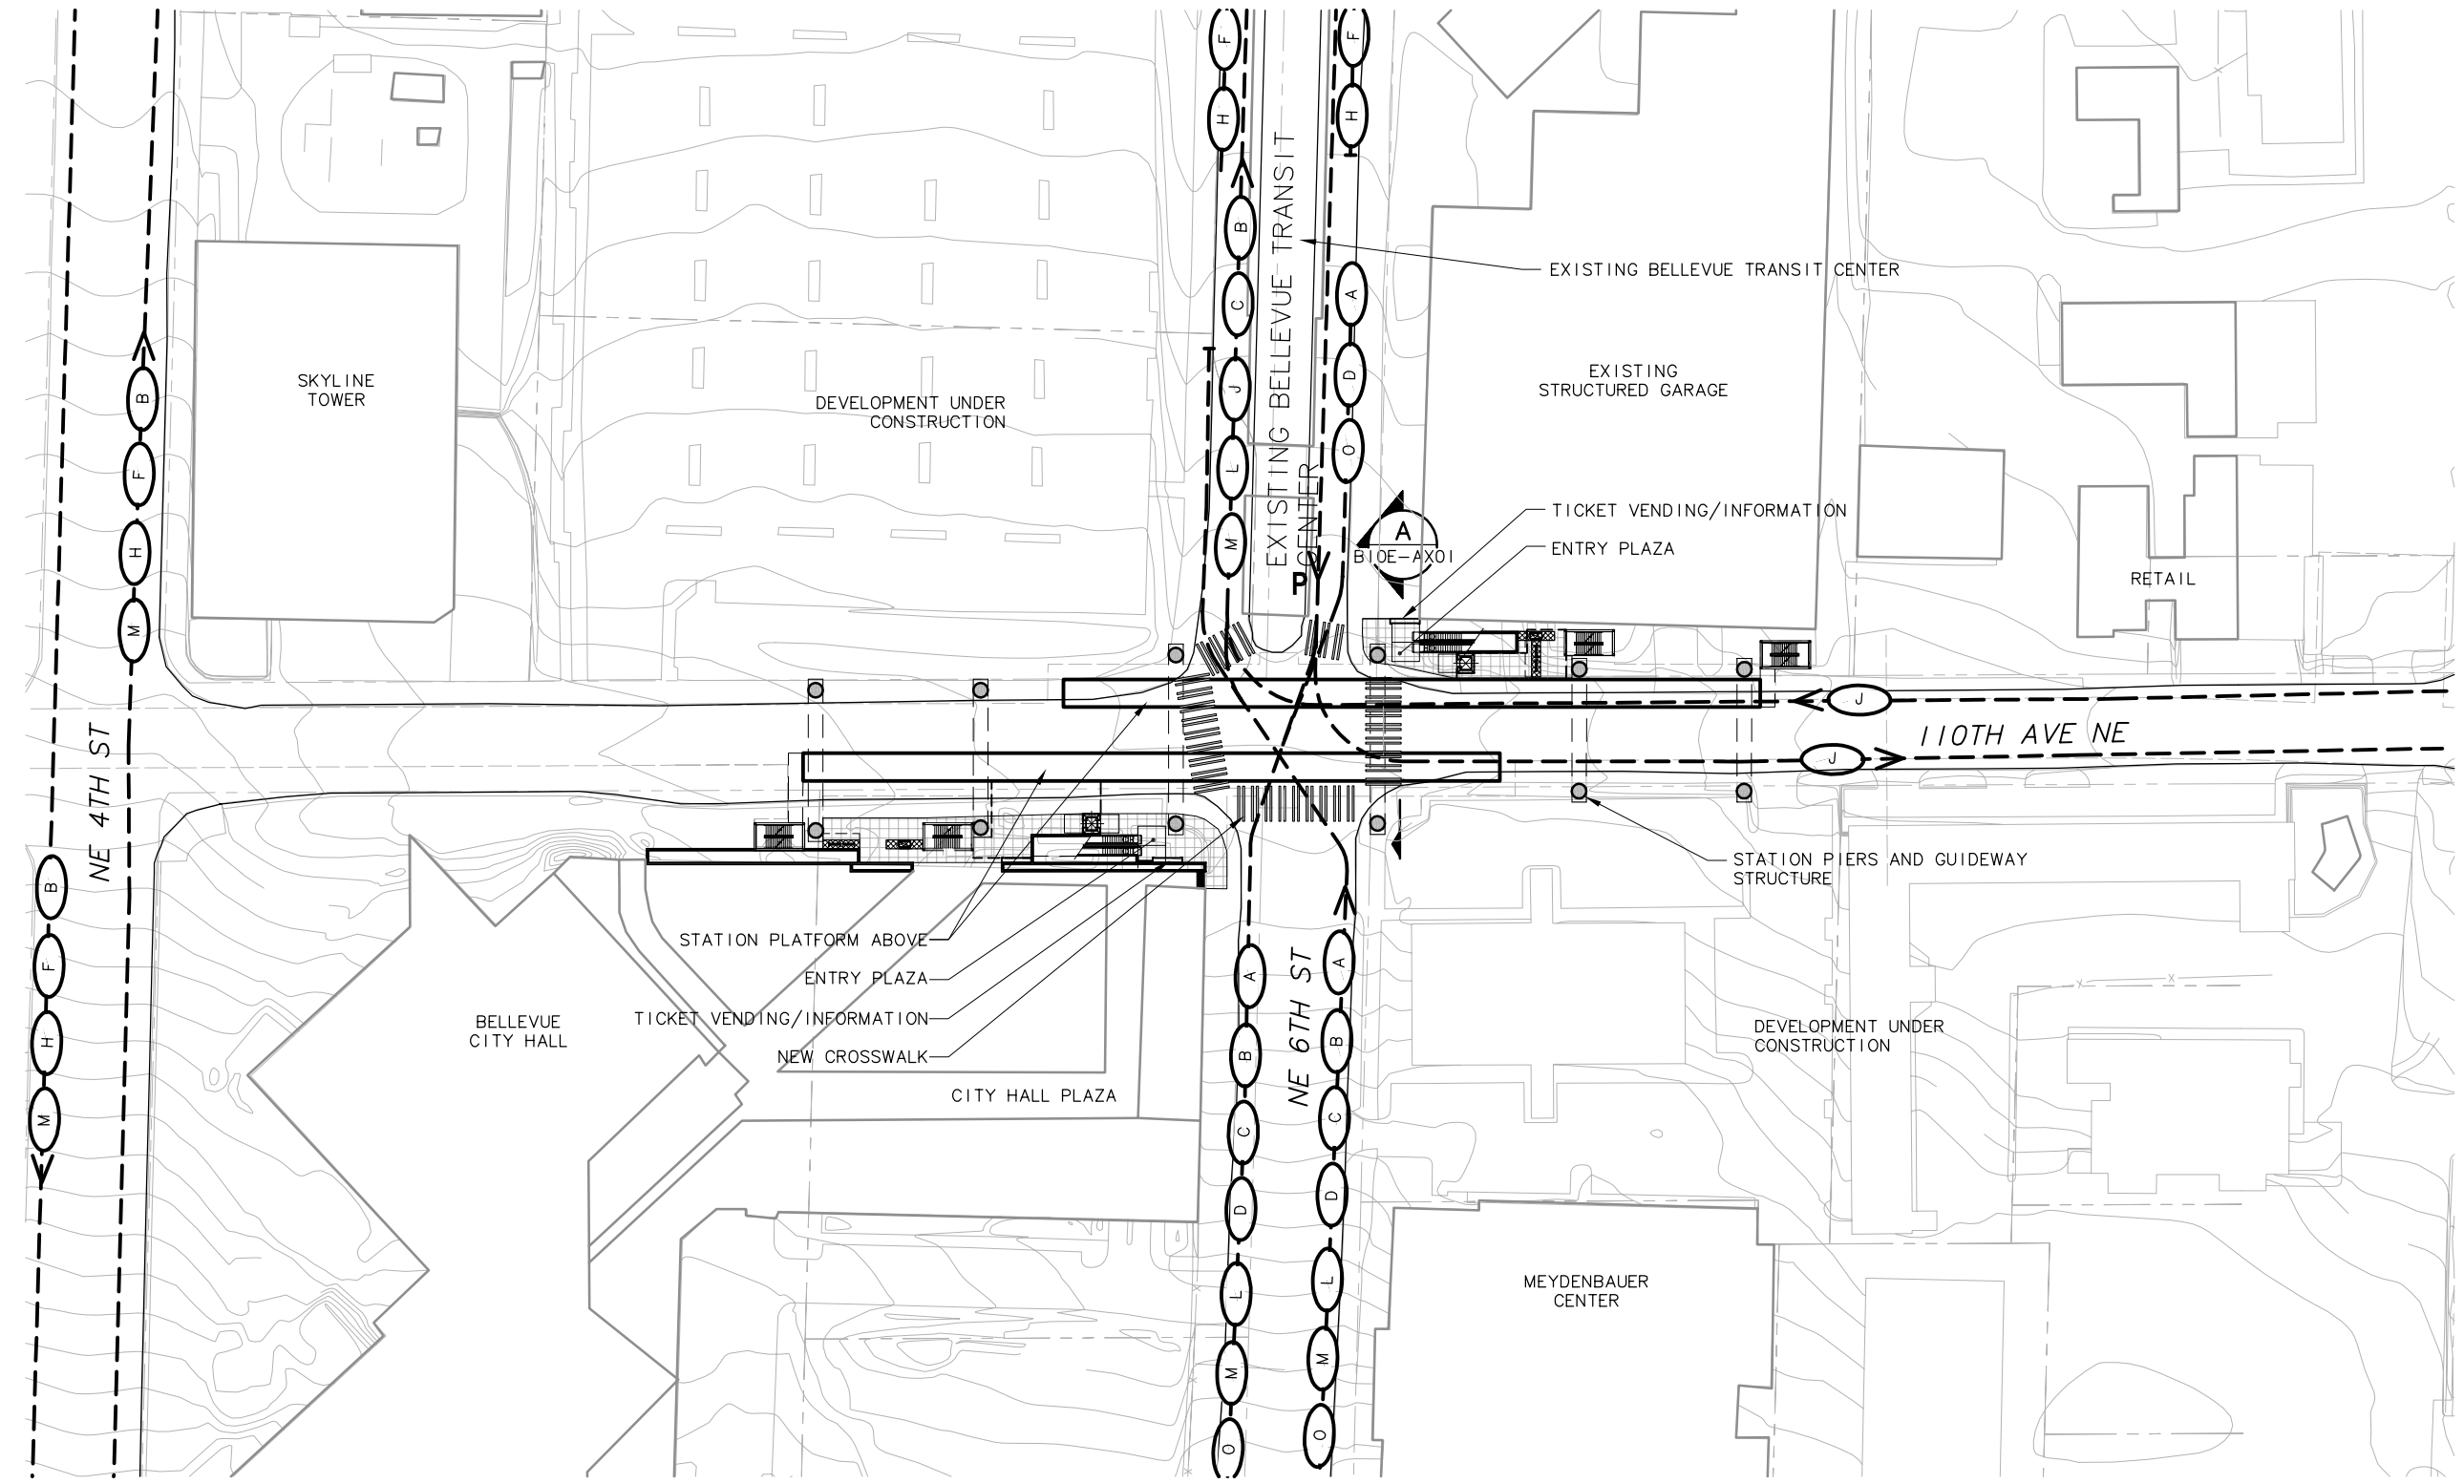 F
F
H
H
B
C
J
L
M
A
D
O
EXISTING BELLEVUE TRANSIT
CENTER
P
EXISTING BELLEVUE TRANSIT CENTER
SKYLINE
TOWER
DEVELOPMENT UNDER
CONSTRUCTION
EXISTING
STRUCTURED GARAGE
B
F
H
M
A
B10E-AX01
TICKET VENDING/INFORMATION
ENTRY PLAZA
RETAIL
J
J
110TH AVE NE
NE 4TH ST
STATION PIERS AND GUIDEWAY
STRUCTURE
B
F
H
M
STATION PLATFORM ABOVE
ENTRY PLAZA
TICKET VENDING/INFORMATION
NEW CROSSWALK
BELLEVUE
CITY HALL
CITY HALL PLAZA
NE 6TH ST
A
B
C
D
L
M
O
A
B
C
D
L
M
O
DEVELOPMENT UNDER
CONSTRUCTION
MEYDENBAUER
CENTER